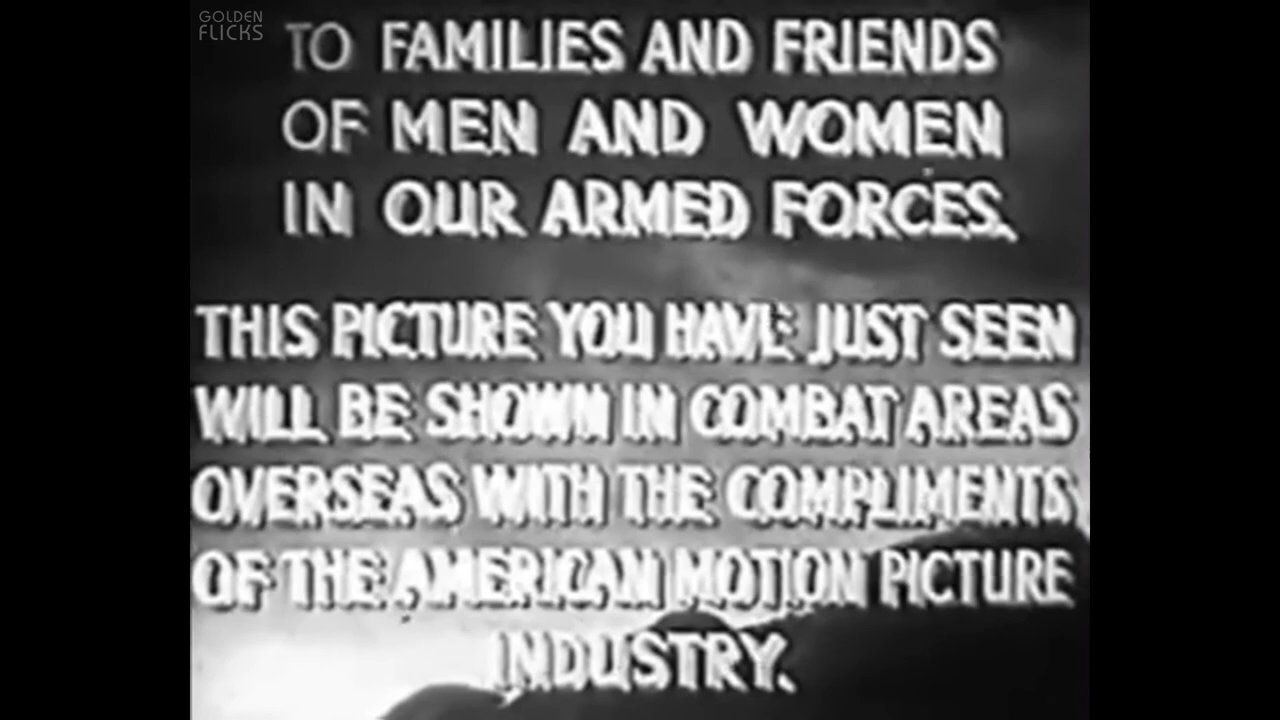 GOLDEN
FLICKS
TO FAMILIES AND FRIENDS
OF MEN AND WOMEN
IN OUR ARMED FORCES.
THIS PICTURE YOU HAVE JUST SEEN
WILL BE SHOWN IN COMBAT AREAS
OVERSEAS WITH THE COMPLIMENTS
OF THE AMERICAN MOTION PICTURE
INDUSTRY.